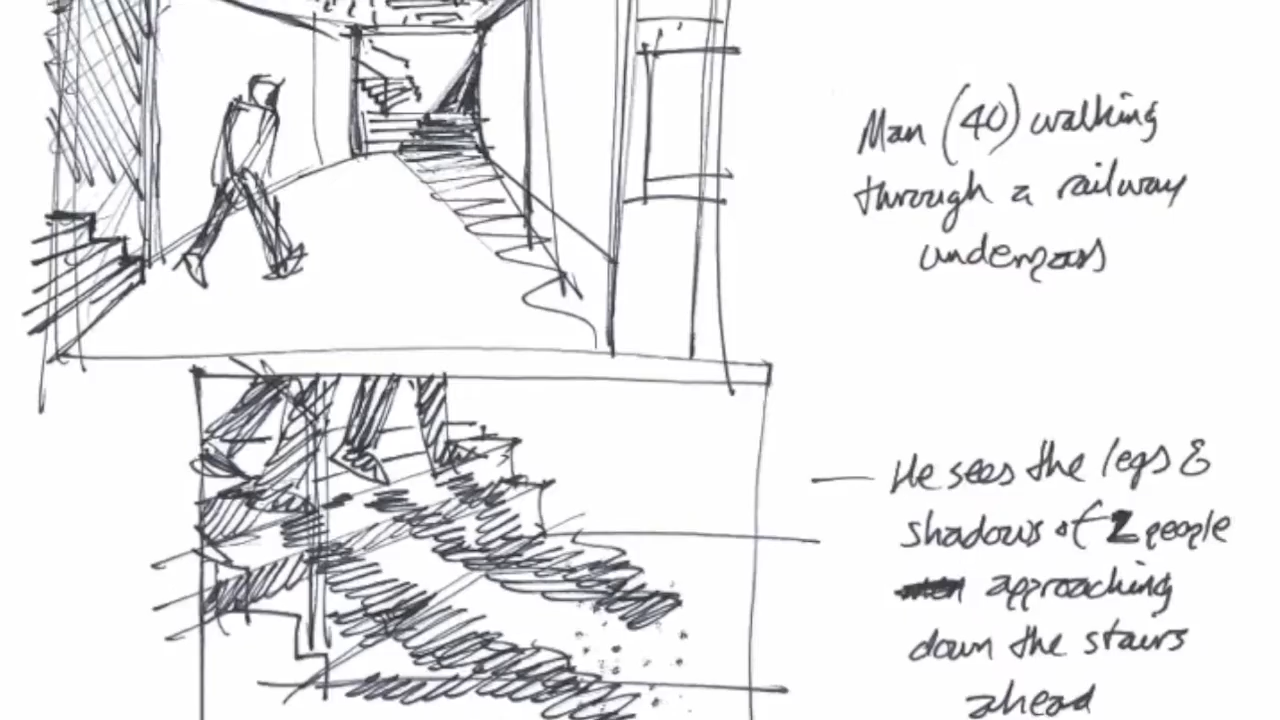 Man (40) walking
through a railway
underpass
He sees the legs &
shadows of 2 people
approaching
down the stairs
ahead